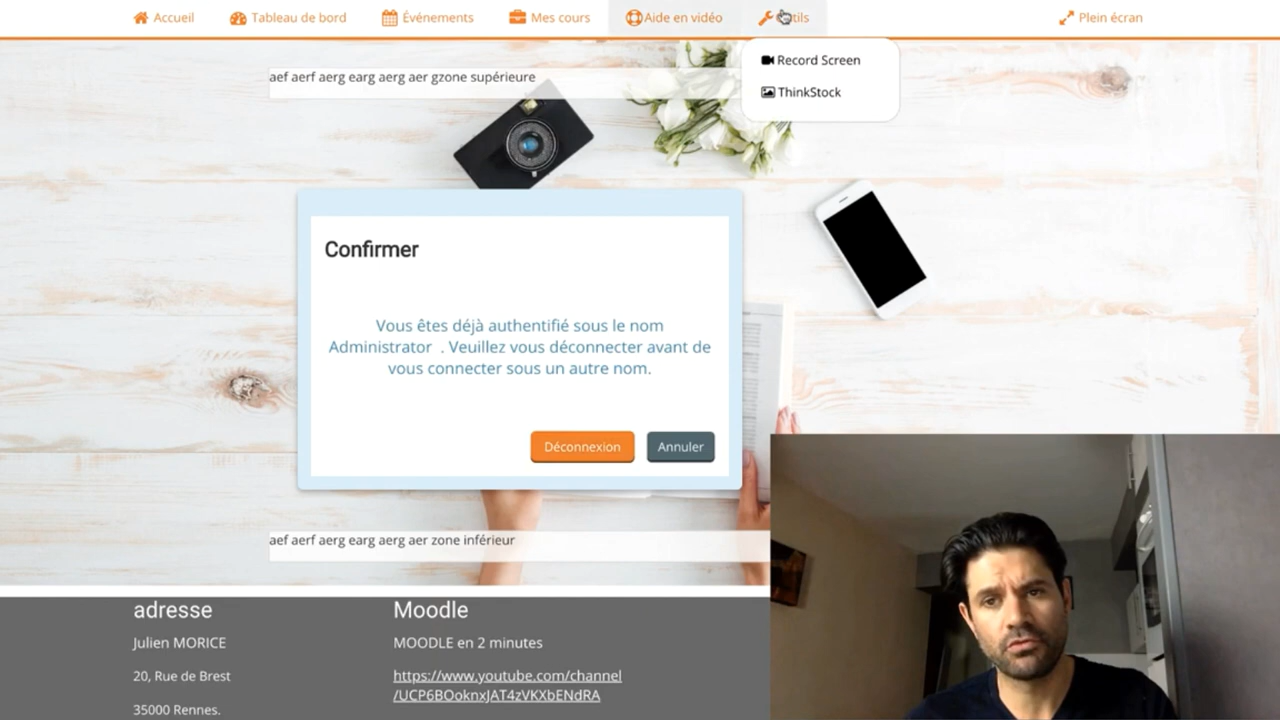 Accueil Tableau de bord Événements Mes cours Aide en vidéo Plein écran
Record Screen
ThinkStock
aef aerf aerg earg aerg aer gzone supérieure
Confirmer
Vous êtes déjà authentifié sous le nom
Administrator . Veuillez vous déconnecter avant de
vous connecter sous un autre nom.
Déconnexion Annuler
aef aerf aerg earg aerg aer zone inférieur
adresse
Julien MORICE
20, Rue de Brest
35000 Rennes.
Moodle
MOODLE en 2 minutes
https://www.youtube.com/channel
/UCP6BOoknxJAT4zVKXbENdRA